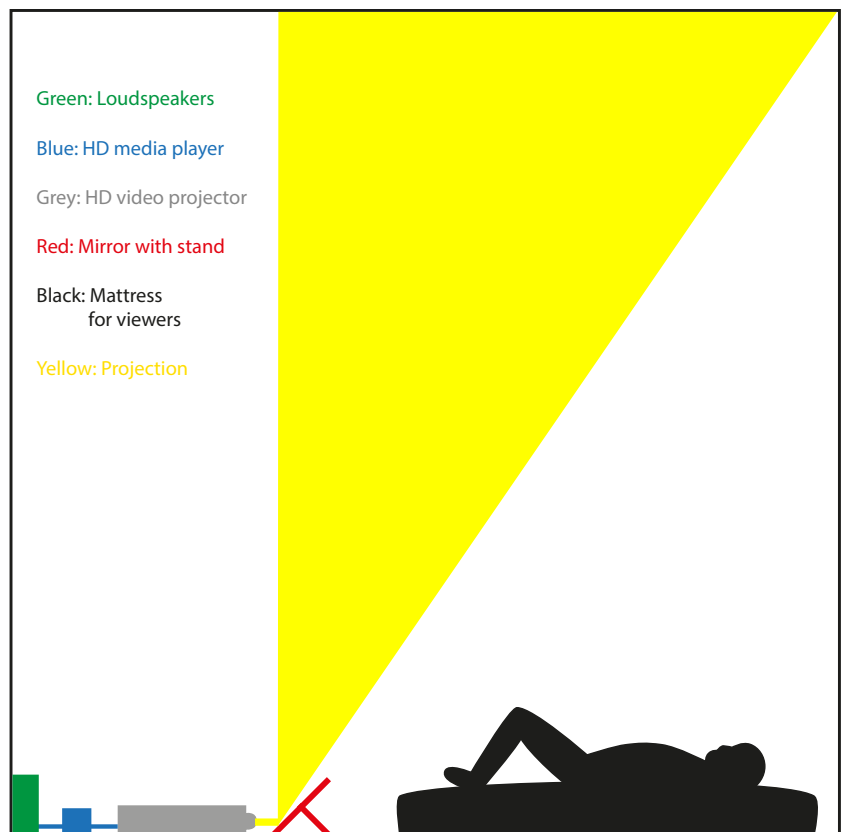 Green: Loudspeakers
Blue: HD media player
Grey: HD video projector
Red: Mirror with stand
Black: Mattress
for viewers
Yellow: Projection